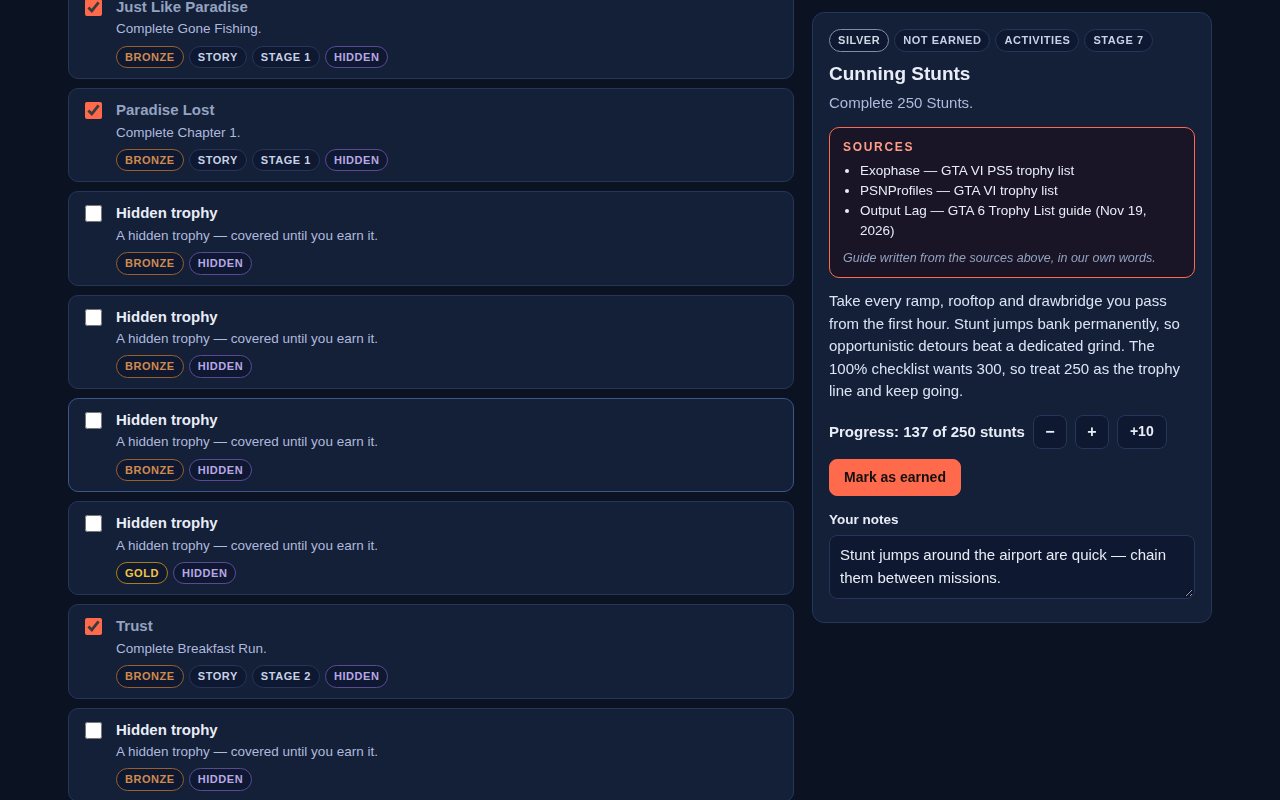 Just Like Paradise
Complete Gone Fishing.
BRONZE STORY STAGE 1 HIDDEN
Paradise Lost
Complete Chapter 1.
BRONZE STORY STAGE 1 HIDDEN
Hidden trophy
A hidden trophy — covered until you earn it.
BRONZE HIDDEN
Hidden trophy
A hidden trophy — covered until you earn it.
BRONZE HIDDEN
Hidden trophy
A hidden trophy — covered until you earn it.
BRONZE HIDDEN
Hidden trophy
A hidden trophy — covered until you earn it.
GOLD HIDDEN
Trust
Complete Breakfast Run.
BRONZE STORY STAGE 2 HIDDEN
Hidden trophy
A hidden trophy — covered until you earn it.
BRONZE HIDDEN
SILVER NOT EARNED ACTIVITIES STAGE 7
Cunning Stunts
Complete 250 Stunts.
SOURCES
• Exophase — GTA VI PS5 trophy list
• PSNProfiles — GTA VI trophy list
• Output Lag — GTA 6 Trophy List guide (Nov 19,
2026)
Guide written from the sources above, in our own words.
Take every ramp, rooftop and drawbridge you pass
from the first hour. Stunt jumps bank permanently, so
opportunistic detours beat a dedicated grind. The
100% checklist wants 300, so treat 250 as the trophy
line and keep going.
Progress: 137 of 250 stunts − + +10
Mark as earned
Your notes
Stunt jumps around the airport are quick — chain
them between missions.